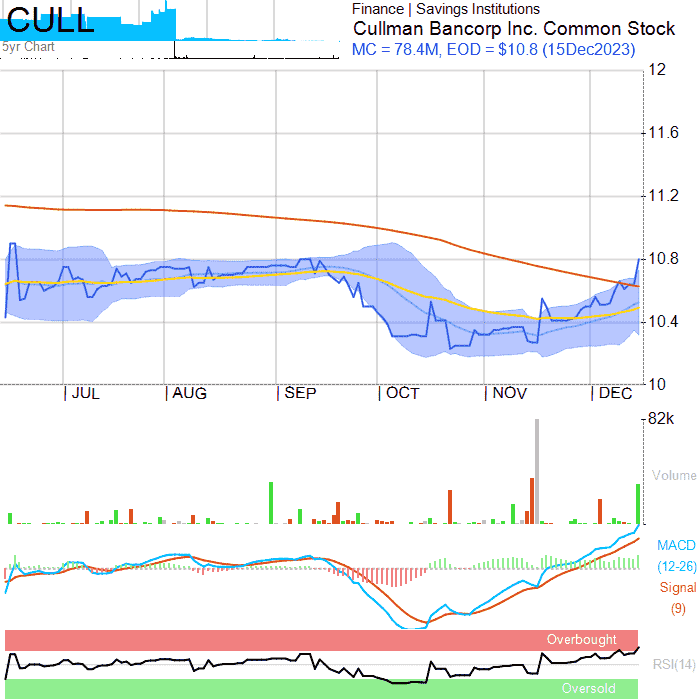 CULL
5yr Chart
Finance | Savings Institutions
Cullman Bancorp Inc. Common Stock
MC = 78.4M, EOD = $10.8 (15Dec2023)
12
11.6
11.2
10.8
10.4
10
JUL AUG SEP OCT NOV DEC
82k
Volume
MACD
(12-26)
Signal
(9)
Overbought
RSI(14)
Oversold